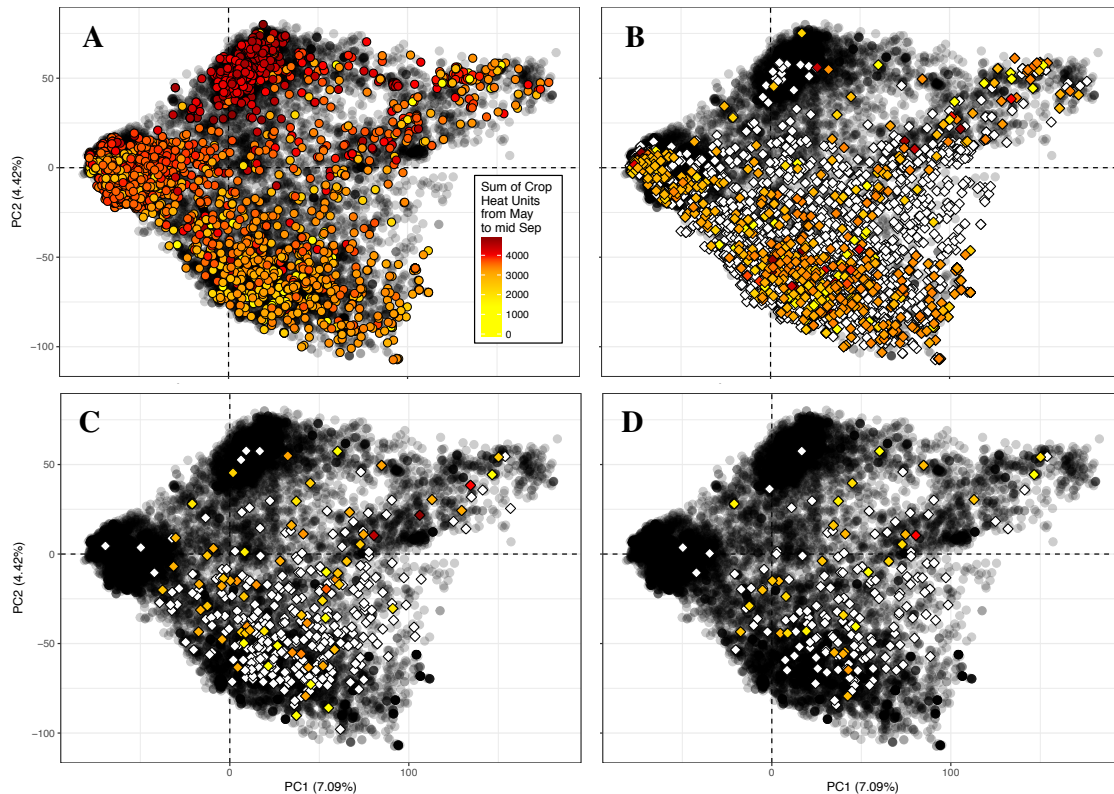 A
B
50
0
−50
−100
PC2 (4.42%)
Sum of Crop
Heat Units
from May
to mid Sep
4000
3000
2000
1000
0
C
D
50
0
−50
−100
PC2 (4.42%)
0
100
0
100
PC1 (7.09%)
PC1 (7.09%)